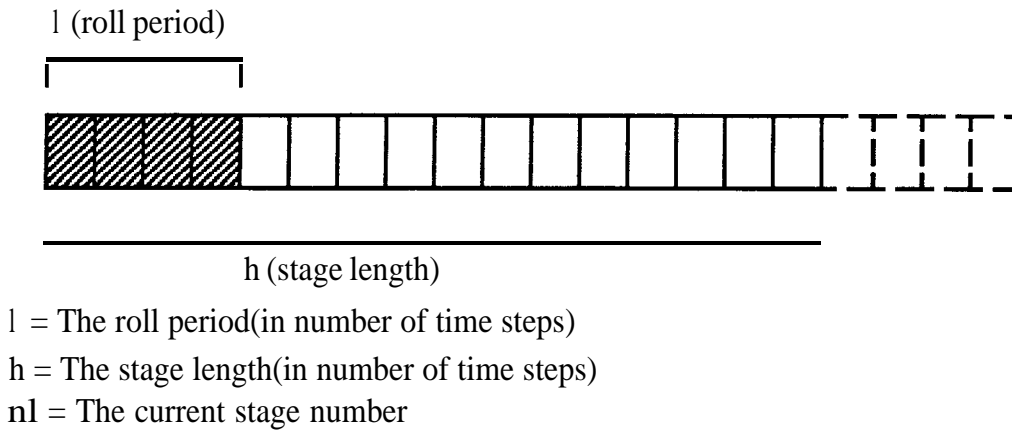 l (roll period)
h (stage length)
l = The roll period(in number of time steps)
h = The stage length(in number of time steps)
nl = The current stage number